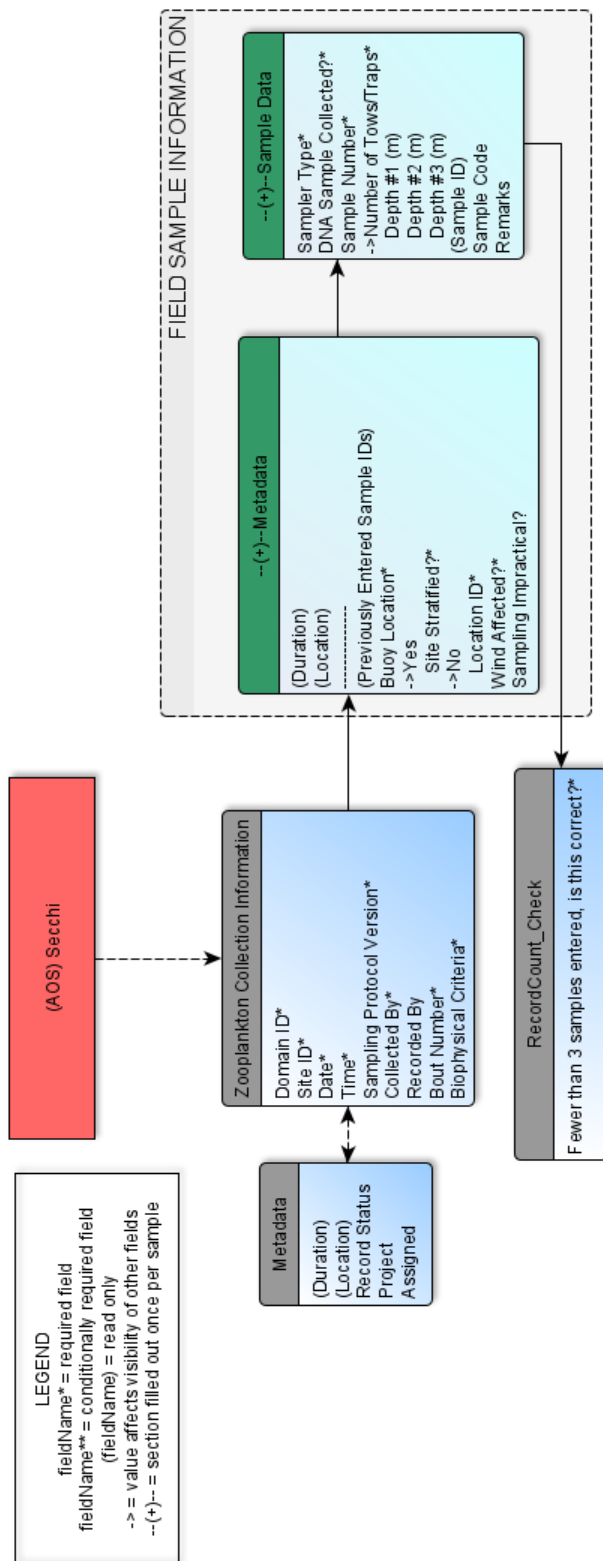 LEGEND
fieldName* = required field
fieldName** = conditionally required field
(fieldName) = read only
-> = value affects visibility of other fields
--(+)-- = section filled out once per sample
(AOS) Secchi
Metadata
(Duration)
(Location)
Record Status
Project
Assigned
Zooplankton Collection Information
Domain ID*
Site ID*
Date*
Time*
Sampling Protocol Version*
Collected By*
Recorded By
Bout Number*
Biophysical Criteria*
FIELD SAMPLE INFORMATION
--(+)--Metadata
(Duration)
(Location)
--------------------
(Previously Entered Sample IDs)
Buoy Location*
->Yes
Site Stratified?*
->No
Location ID*
Wind Affected?*
Sampling Impractical?
--(+)--Sample Data
Sampler Type*
DNA Sample Collected?*
Sample Number*
->Number of Tows/Traps*
Depth #1 (m)
Depth #2 (m)
Depth #3 (m)
(Sample ID)
Sample Code
Remarks
RecordCount_Check
Fewer than 3 samples entered, is this correct?*